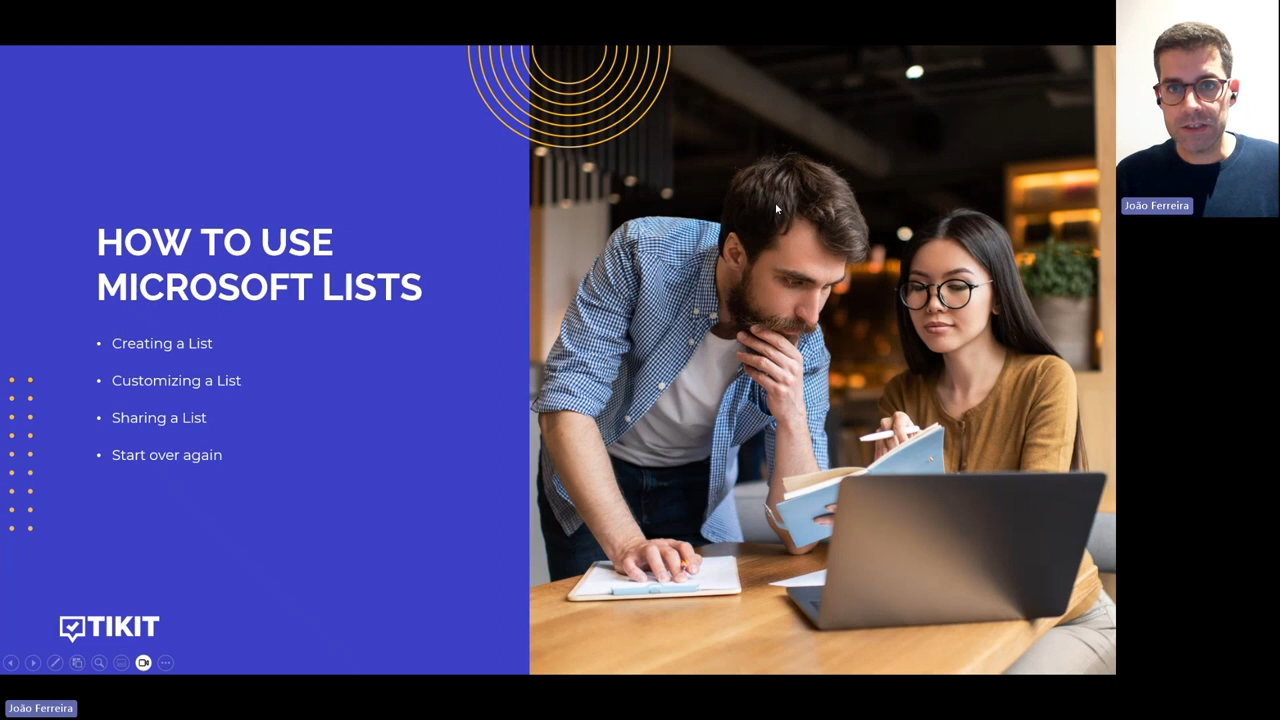 HOW TO USE
MICROSOFT LISTS
• Creating a List
• Customizing a List
• Sharing a List
• Start over again
TIKIT
João Ferreira
João Ferreira